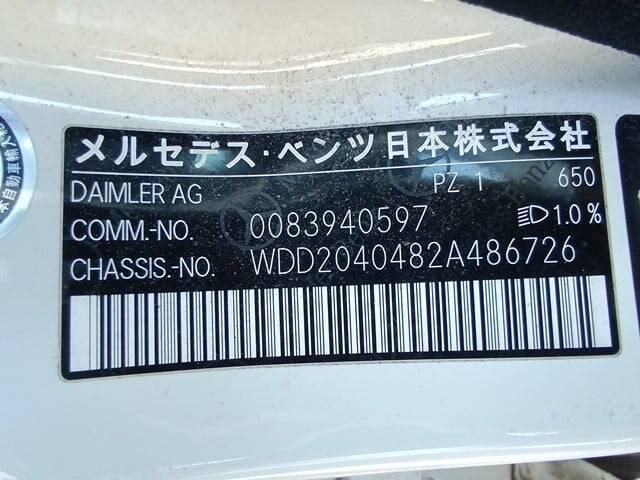 メルセデス・ベンツ日本株式会社
DAIMLER AG PZ 1 650
COMM.-NO. 0083940597 1.0 %
CHASSIS.-NO. WDD2040482A486726